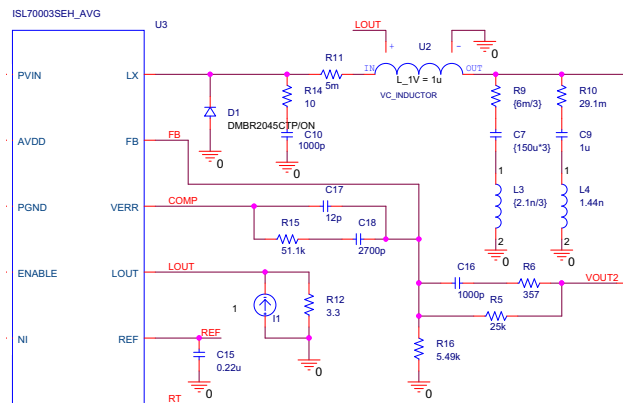 ISL70003SEH_AVG
U3
LOUT
U2
+
-
0
PVIN
LX
R11
5m
IN
OUT
L_1V = 1u
VC_INDUCTOR
R14
10
R9
{6m/3}
R10
29.1m
D1
DMBR2045CTP/ON
C10
1000p
C7
{150u*3}
C9
1u
AVDD
FB
FB
0
0
1
1
L3
{2.1n/3}
L4
1.44n
2
2
0
0
PGND
VERR
COMP
C17
12p
R15
51.1k
C18
2700p
ENABLE
LOUT
LOUT
C16
1000p
R6
357
VOUT2
1
I1
R12
3.3
R5
25k
NI
REF
REF
C15
0.22u
R16
5.49k
0
0
0
RT